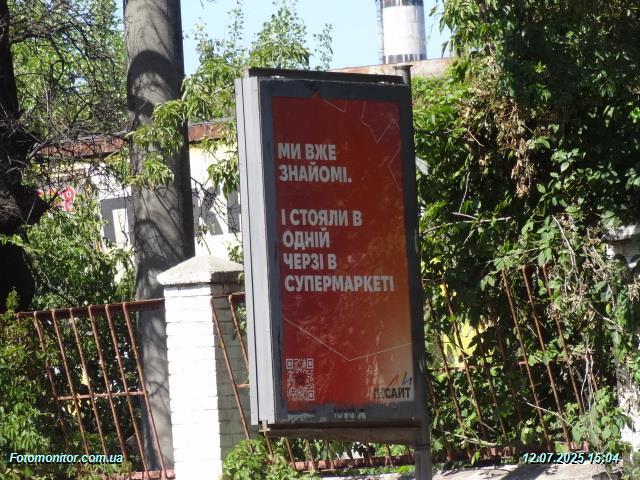 МИ ВЖЕ
ЗНАЙОМІ.
І СТОЯЛИ В
ОДНІЙ
ЧЕРЗІ В
СУПЕРМАРКЕТІ
Fotomonitor.com.ua
12.07.2025 15:04